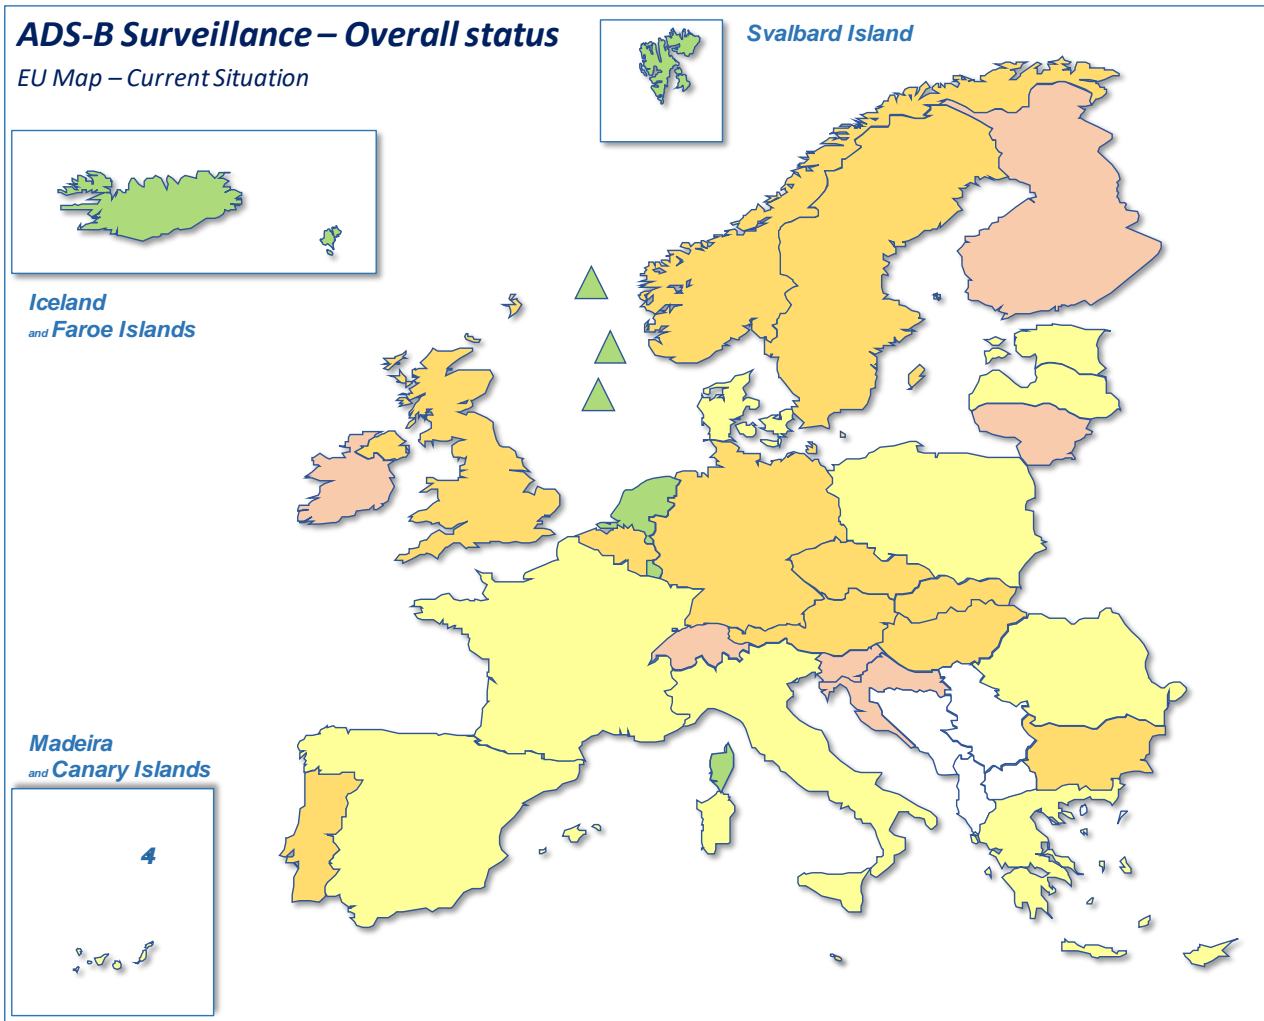 ADS-B Surveillance – Overall status
EU Map – Current Situation
Svalbard Island
Iceland
and Faroe Islands
Madeira
and Canary Islands
4